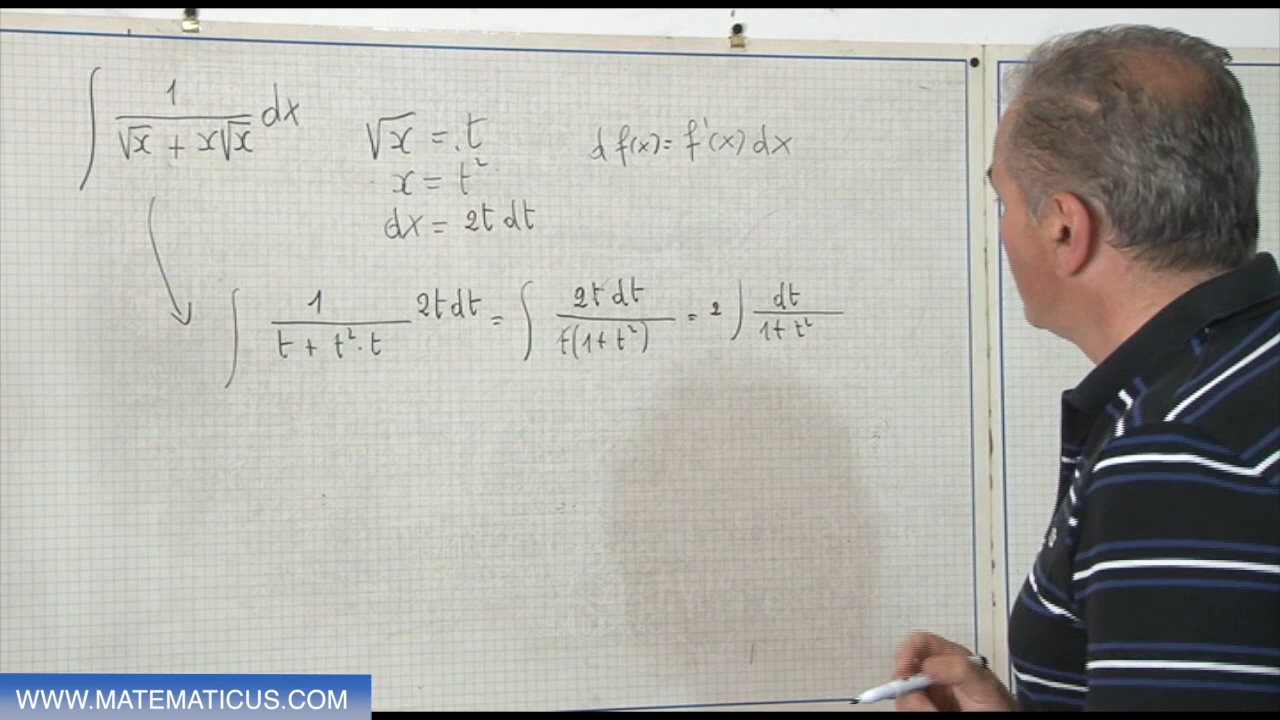 ∫ 1/(√x + x√x) dx
√x = t
x = t²
dx = 2t dt
d f(x) = f'(x) dx
∫ 1/(t + t²·t) 2t dt = ∫ 2t dt/(t(1+t²)) = 2 ∫ dt/(1+t²)
WWW.MATEMATICUS.COM